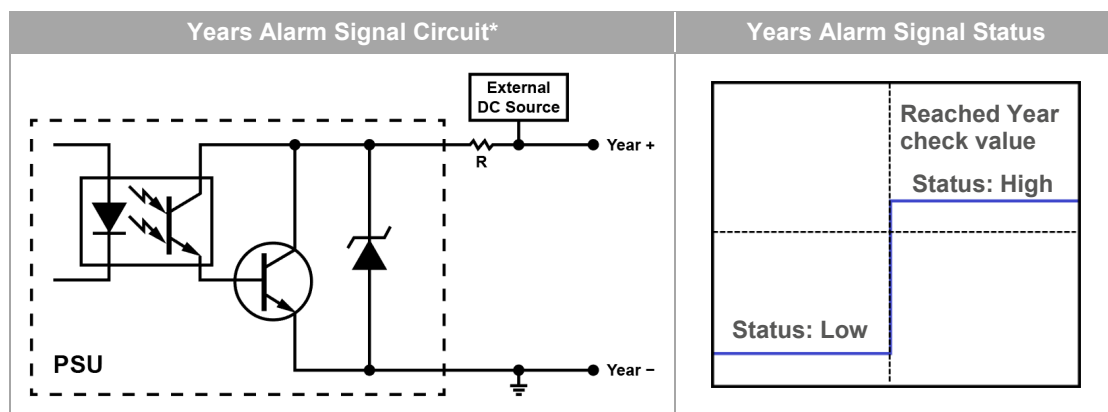 Years Alarm Signal Circuit*
Years Alarm Signal Status
External
DC Source
Year +
R
PSU
Year −
Reached Year
check value
Status: High
Status: Low